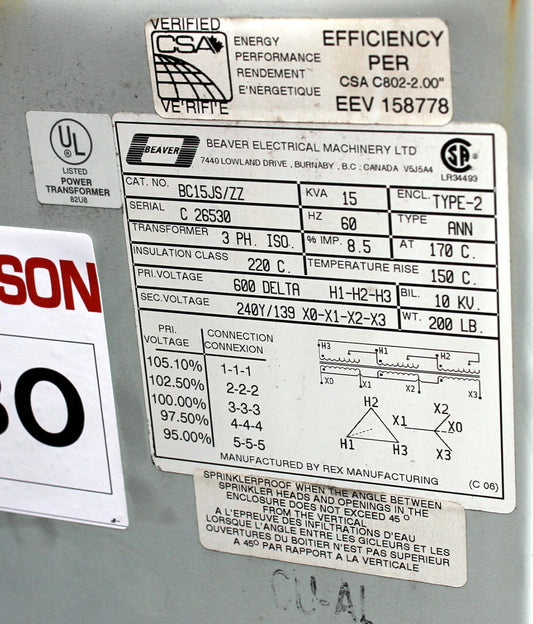 VERIFIED
CSA
VE'RIFI'E
ENERGY
PERFORMANCE
RENDEMENT
E'NERGETIQUE
EFFICIENCY
PER
CSA C802-2.00"
EEV 158778
UL
LISTED
POWER
TRANSFORMER
82U8
BEAVER
BEAVER ELECTRICAL MACHINERY LTD
7440 LOWLAND DRIVE, BURNABY, B.C. CANADA V5J5A4
LR34493
CAT. NO. BC15JS/ZZ KVA 15 ENCL. TYPE-2
SERIAL C 26530 HZ 60 TYPE ANN
TRANSFORMER 3 PH. ISO. % IMP. 8.5 AT 170 C.
INSULATION CLASS 220 C. TEMPERATURE RISE 150 C.
PRI.VOLTAGE 600 DELTA H1-H2-H3 BIL. 10 KV.
SEC.VOLTAGE 240Y/139 X0-X1-X2-X3 WT. 200 LB.
PRI. VOLTAGE CONNECTION CONNEXION
105.10% 1-1-1
102.50% 2-2-2
100.00% 3-3-3
97.50% 4-4-4
95.00% 5-5-5
H3 H1 H2
X0 X1 X2 X3
H2
H1 H3
X2
X1 X0
X3
MANUFACTURED BY REX MANUFACTURING
(C 06)
SPRINKLERPROOF WHEN THE ANGLE BETWEEN
SPRINKLER HEADS AND OPENINGS IN THE
ENCLOSURE DOES NOT EXCEED 45 °
FROM THE VERTICAL
A L'EPREUVE DES INFILTRATIONS D'EAU
LORSQUE L'ANGLE ENTRE LES GICLEURS ET LES
OUVERTURES DU BOITIER N'EST PAS SUPERIEUR
A 45° PAR RAPPORT A LA VERTICALE
SON
30
CU-AL